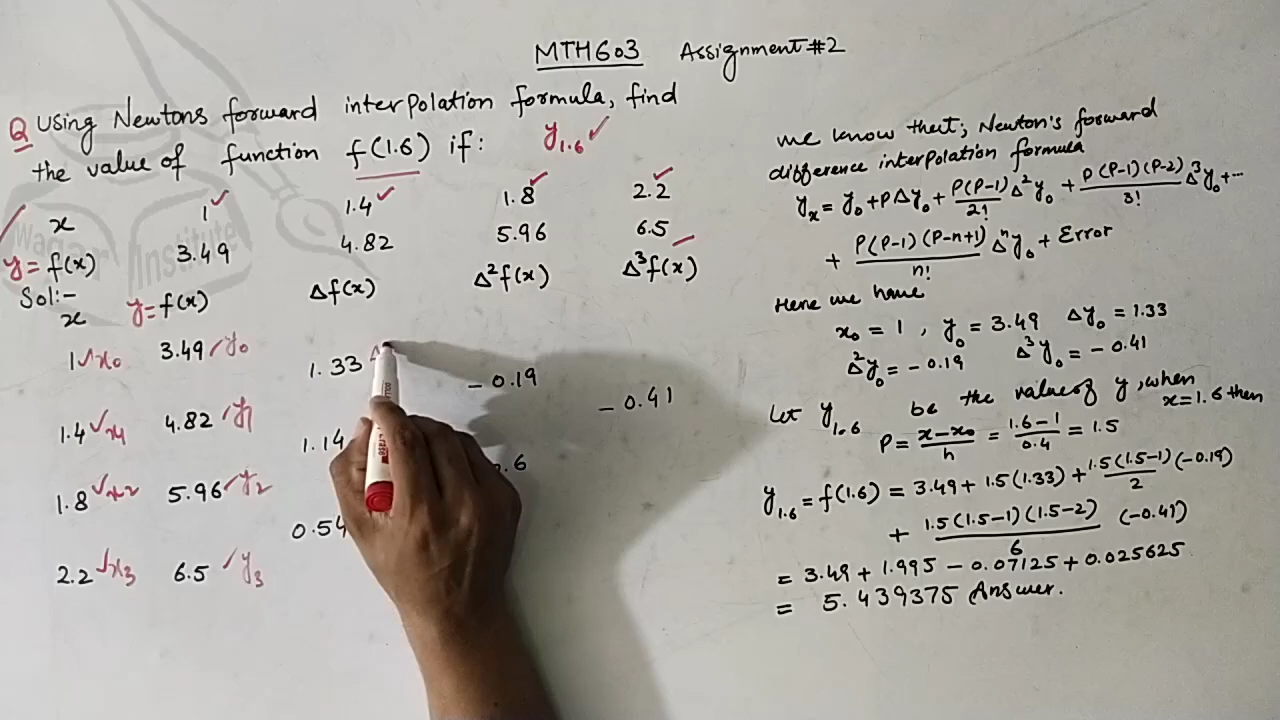 MTH603 Assignment #2
Q Using Newtons forward interpolation formula, find
the value of function f(1.6) if: y1.6 ✓
x 1 ✓ 1.4 ✓ 1.8 ✓ 2.2 ✓
y= f(x) 3.49 4.82 5.96 6.5
Sol:-
x y= f(x) Δf(x) Δ²f(x) Δ³f(x)
1 ✓x0 3.49 /y0
1.33
1.4 ✓x1 4.82 /y1
-0.19
1.14
-0.41
1.8 ✓x2 5.96 /y2
.6
0.54
2.2 ✓x3 6.5 /y3
we know that; Newton's forward
difference interpolation formula
yx = y0 + PΔy0 + P(P-1)/2! Δ²y0 + P(P-1)(P-2)/3! Δ³y0 + ...
+ P(P-1)(P-n+1)/n! Δⁿy0 + Error
Here we have
x0 = 1 , y0 = 3.49 Δy0 = 1.33
Δ²y0 = -0.19 Δ³y0 = -0.41
Let y1.6 be the value of y, when
x=1.6 then
P = x-x0/h = 1.6-1/0.4 = 1.5
y1.6 = f(1.6) = 3.49 + 1.5(1.33) + 1.5(1.5-1)/2 (-0.19)
+ 1.5(1.5-1)(1.5-2)/6 (-0.41)
= 3.49 + 1.995 - 0.07125 + 0.025625
= 5.439375 Answer.
Waqar
Institute